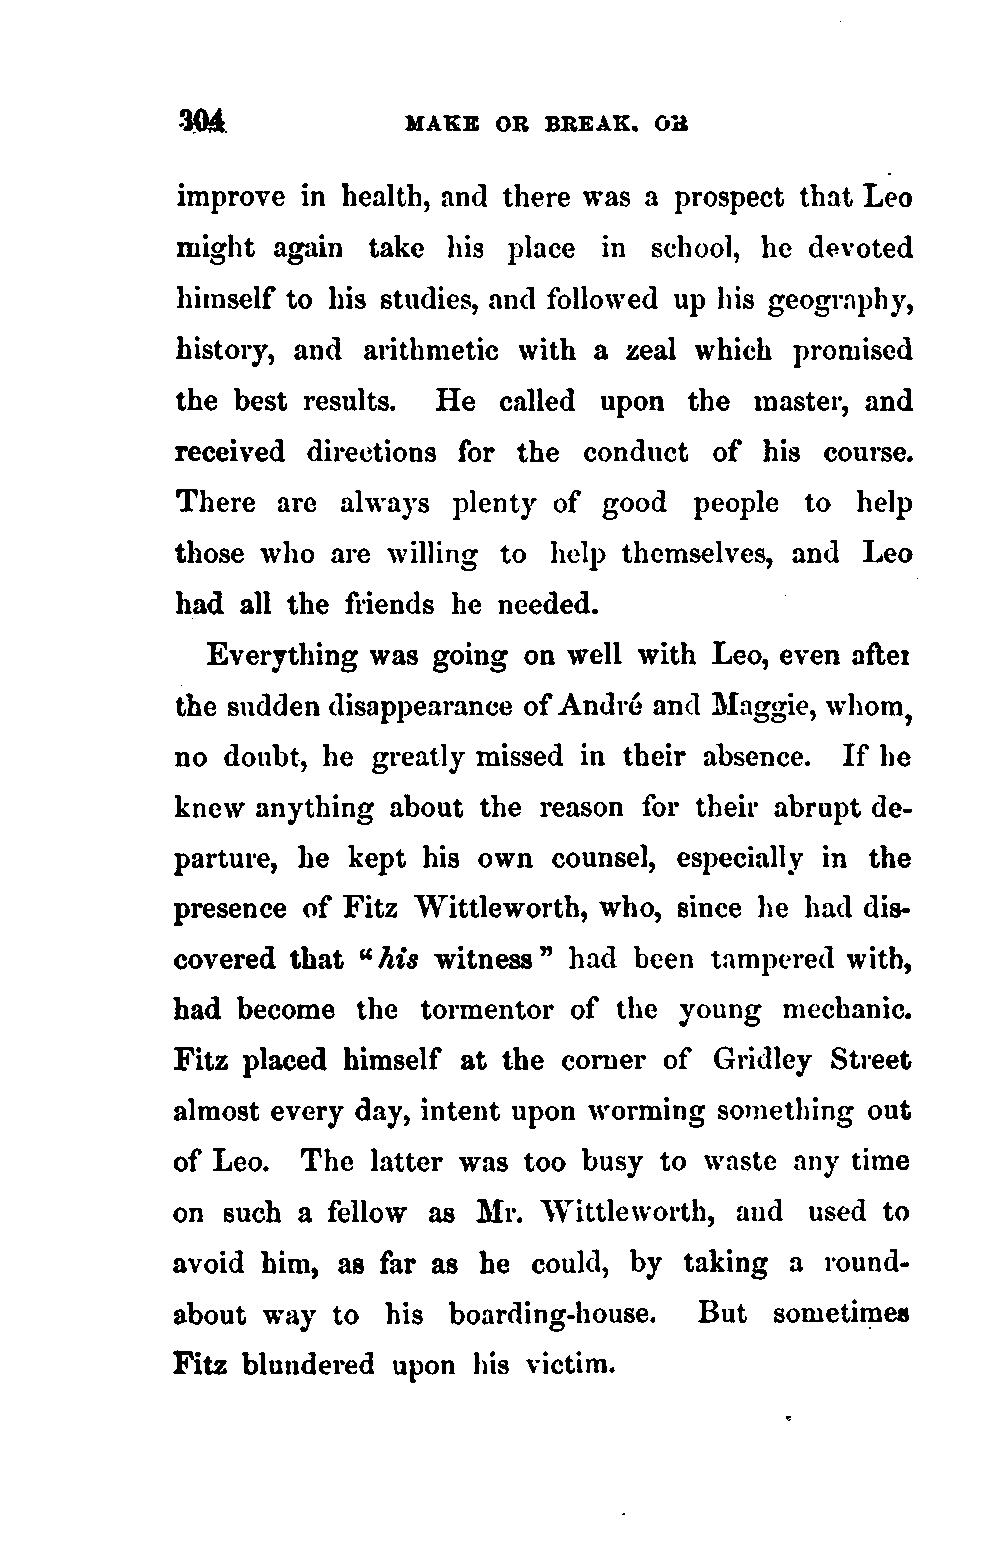 304 MAKE OR BREAK. OR
improve in health, and there was a prospect that Leo
might again take his place in school, he devoted
himself to his studies, and followed up his geography,
history, and arithmetic with a zeal which promised
the best results. He called upon the master, and
received directions for the conduct of his course.
There are always plenty of good people to help
those who are willing to help themselves, and Leo
had all the friends he needed.
Everything was going on well with Leo, even after
the sudden disappearance of André and Maggie, whom,
no doubt, he greatly missed in their absence. If he
knew anything about the reason for their abrupt de-
parture, he kept his own counsel, especially in the
presence of Fitz Wittleworth, who, since he had dis-
covered that "his witness" had been tampered with,
had become the tormentor of the young mechanic.
Fitz placed himself at the corner of Gridley Street
almost every day, intent upon worming something out
of Leo. The latter was too busy to waste any time
on such a fellow as Mr. Wittleworth, and used to
avoid him, as far as he could, by taking a round-
about way to his boarding-house. But sometimes
Fitz blundered upon his victim.